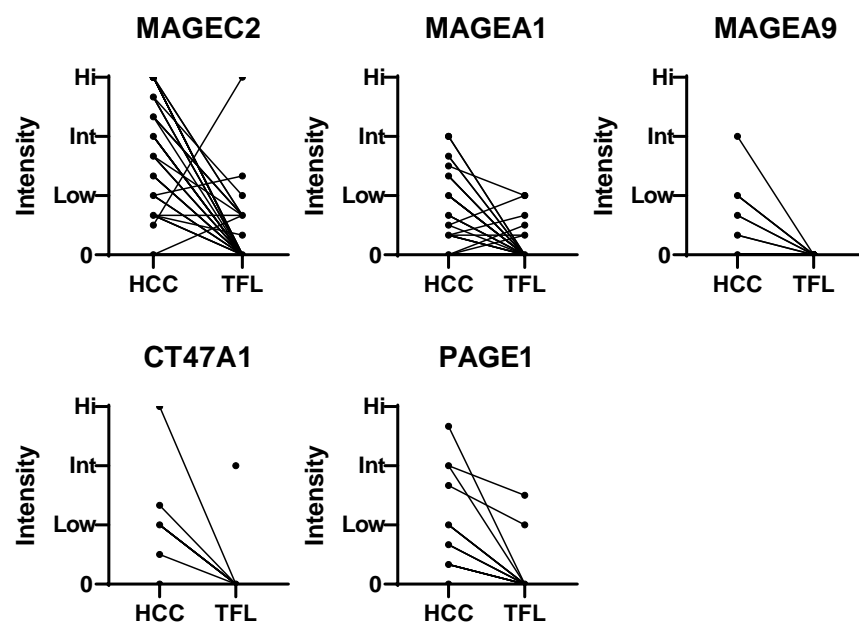 MAGEC2
Hi
Int
Low
0
Intensity
HCC TFL
MAGEA1
Hi
Int
Low
0
Intensity
HCC TFL
MAGEA9
Hi
Int
Low
0
Intensity
HCC TFL
CT47A1
Hi
Int
Low
0
Intensity
HCC TFL
PAGE1
Hi
Int
Low
0
Intensity
HCC TFL